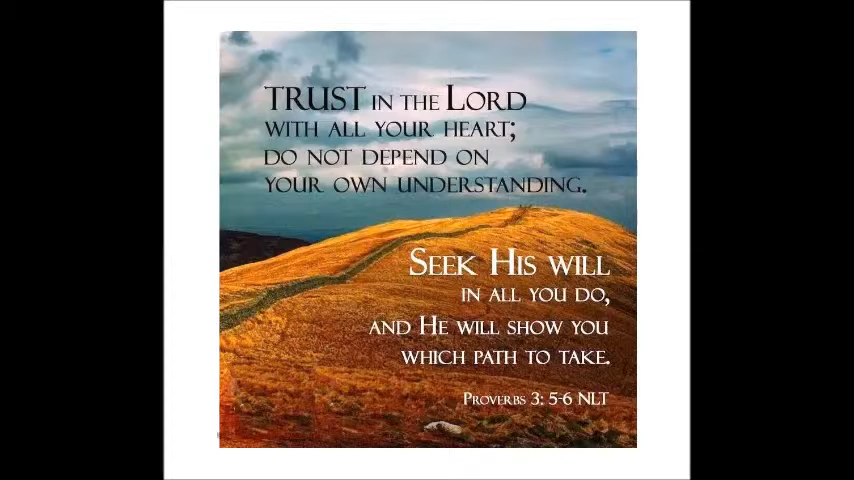 TRUST IN THE LORD
WITH ALL YOUR HEART;
DO NOT DEPEND ON
YOUR OWN UNDERSTANDING.
SEEK HIS WILL
IN ALL YOU DO,
AND HE WILL SHOW YOU
WHICH PATH TO TAKE.
PROVERBS 3: 5-6 NLT